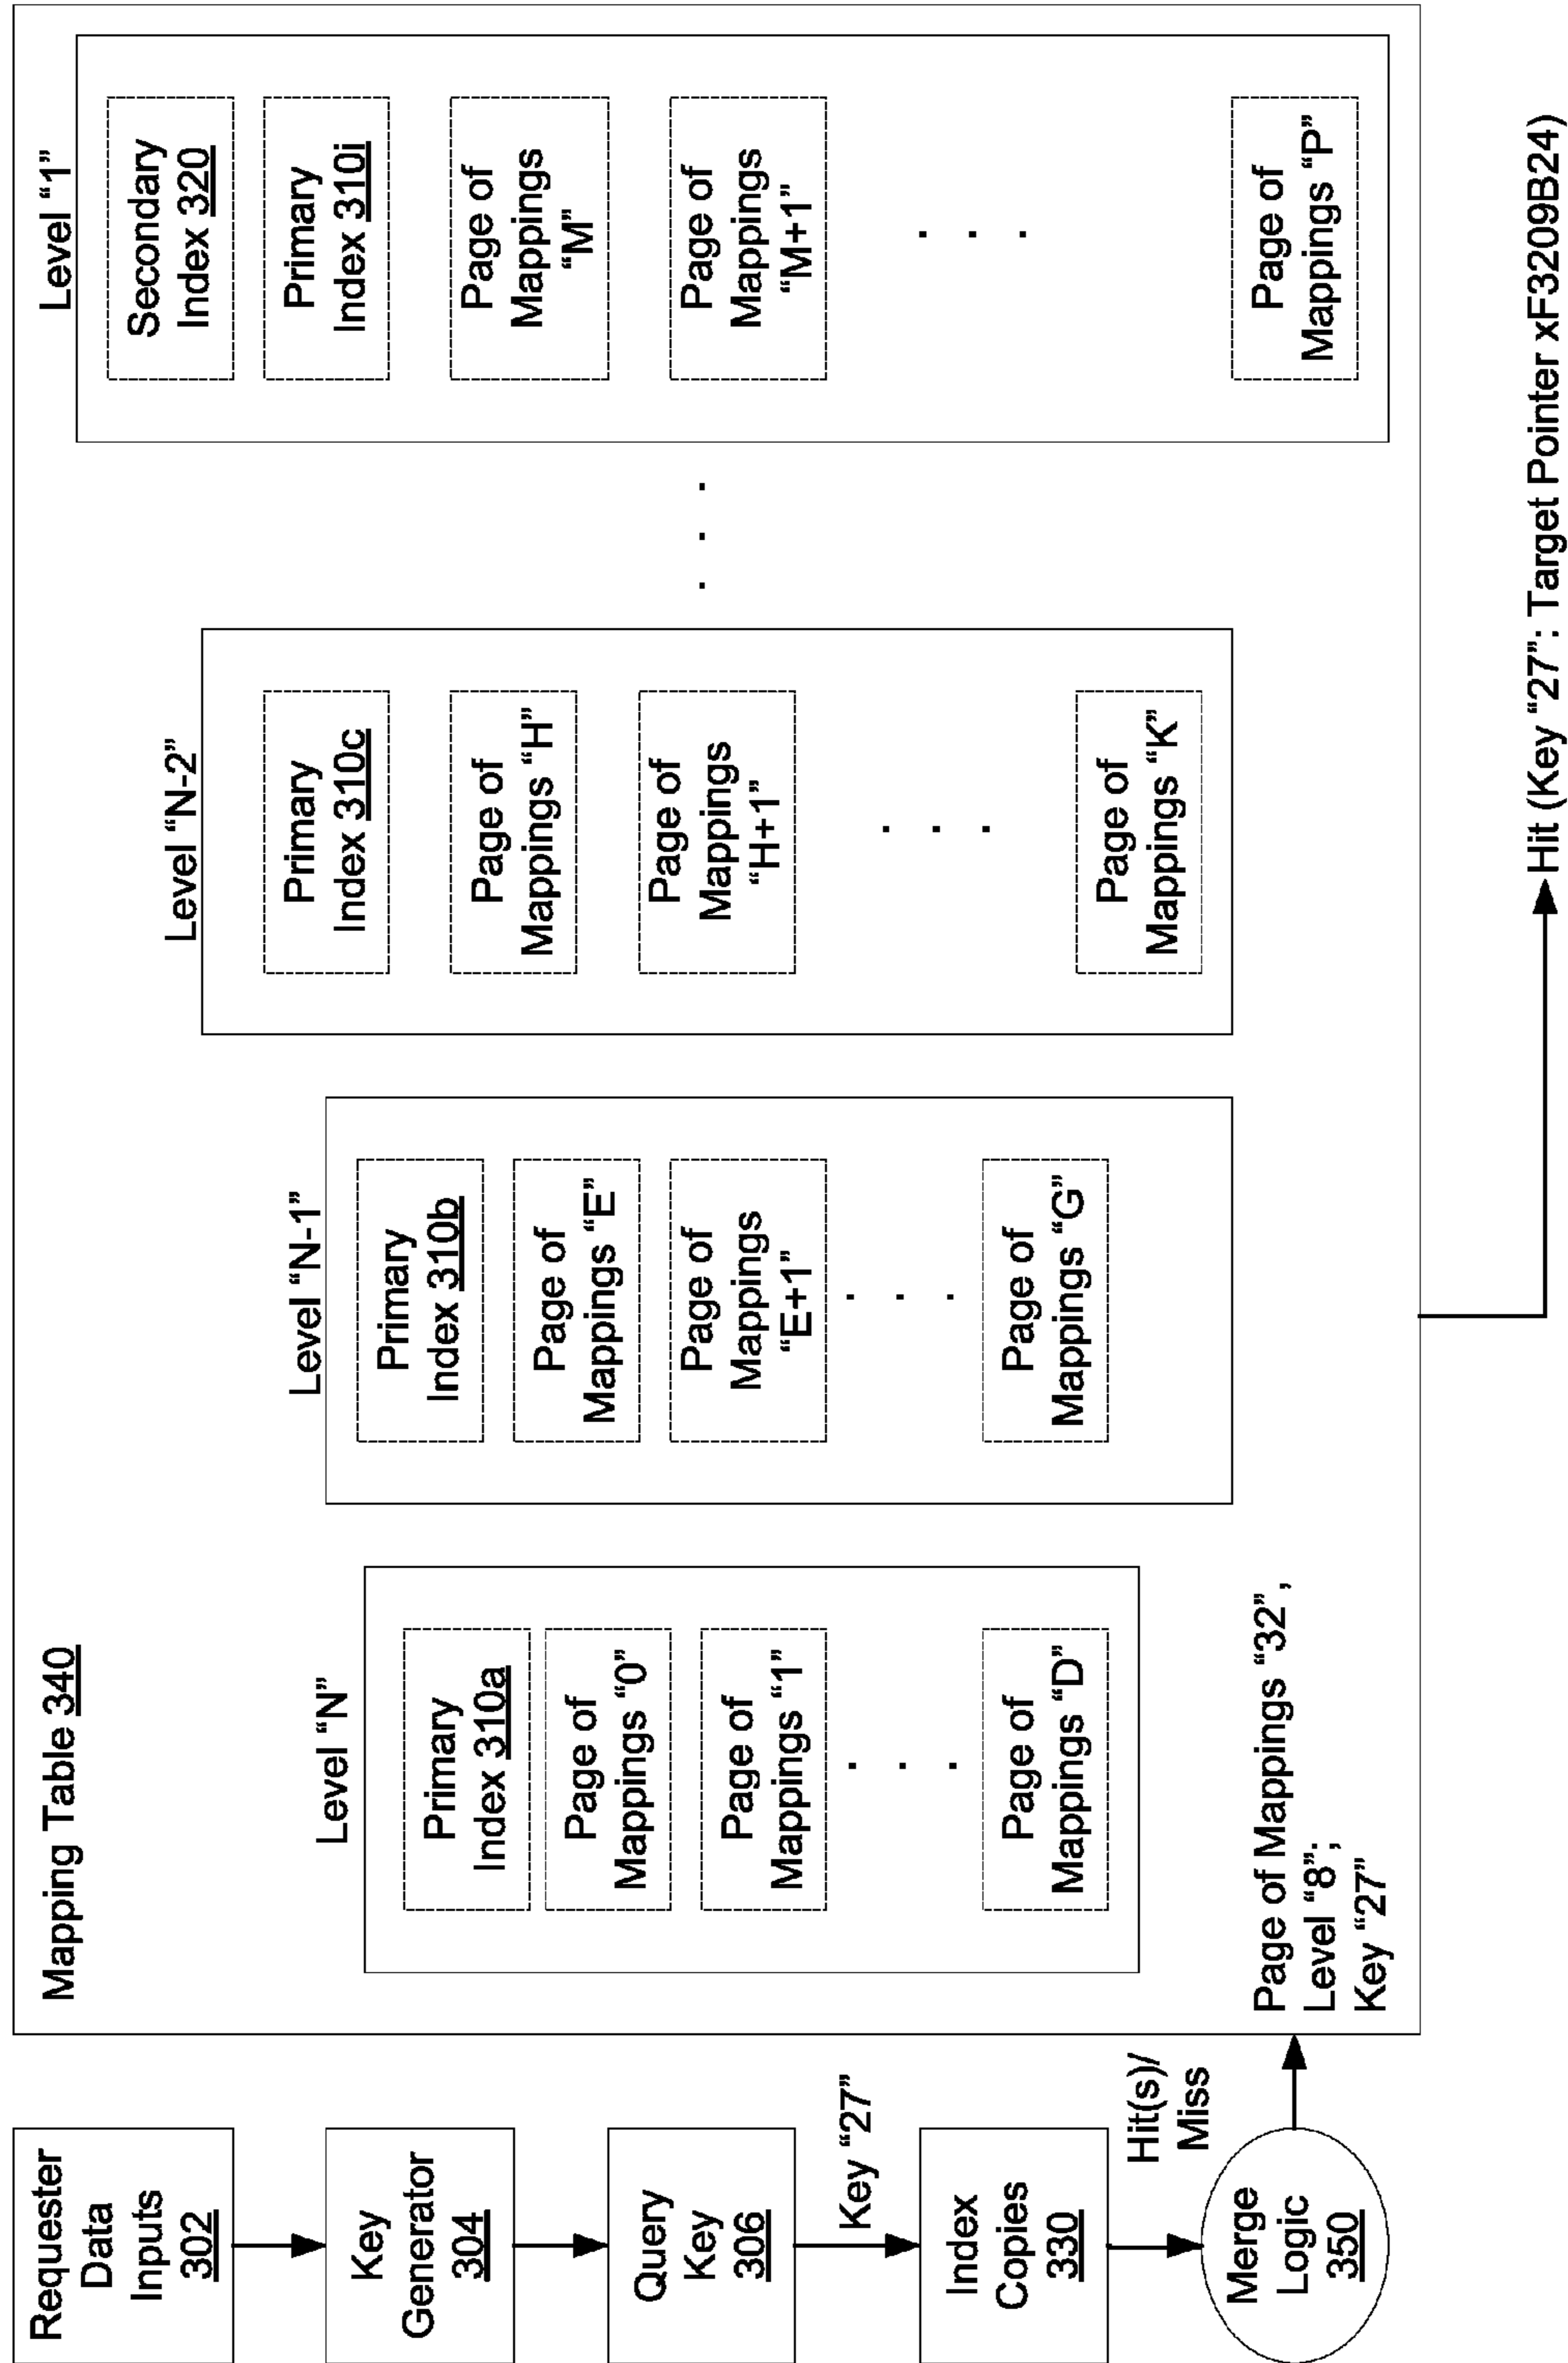 Requester
Data
Inputs
302
Key
Generator
304
Query
Key
306
Key “27”
Index
Copies
330
Hit(s)/
Miss
Merge
Logic
350
Mapping Table 340
Level “N”
Primary
Index 310a
Page of
Mappings “0”
Page of
Mappings “1”
. . .
Page of
Mappings “D”
Level “N-1”
Primary
Index 310b
Page of
Mappings “E”
Page of
Mappings
“E+1”
. . .
Page of
Mappings “G”
Level “N-2”
Primary
Index 310c
Page of
Mappings “H”
Page of
Mappings
“H+1”
. . .
Page of
Mappings “K”
. . .
Level “1”
Secondary
Index 320
Primary
Index 310i
Page of
Mappings
“M”
Page of
Mappings
“M+1”
. . .
Page of
Mappings “P”
Page of Mappings “32”,
Level “8”;
Key “27”
Hit (Key “27”: Target Pointer xF3209B24)